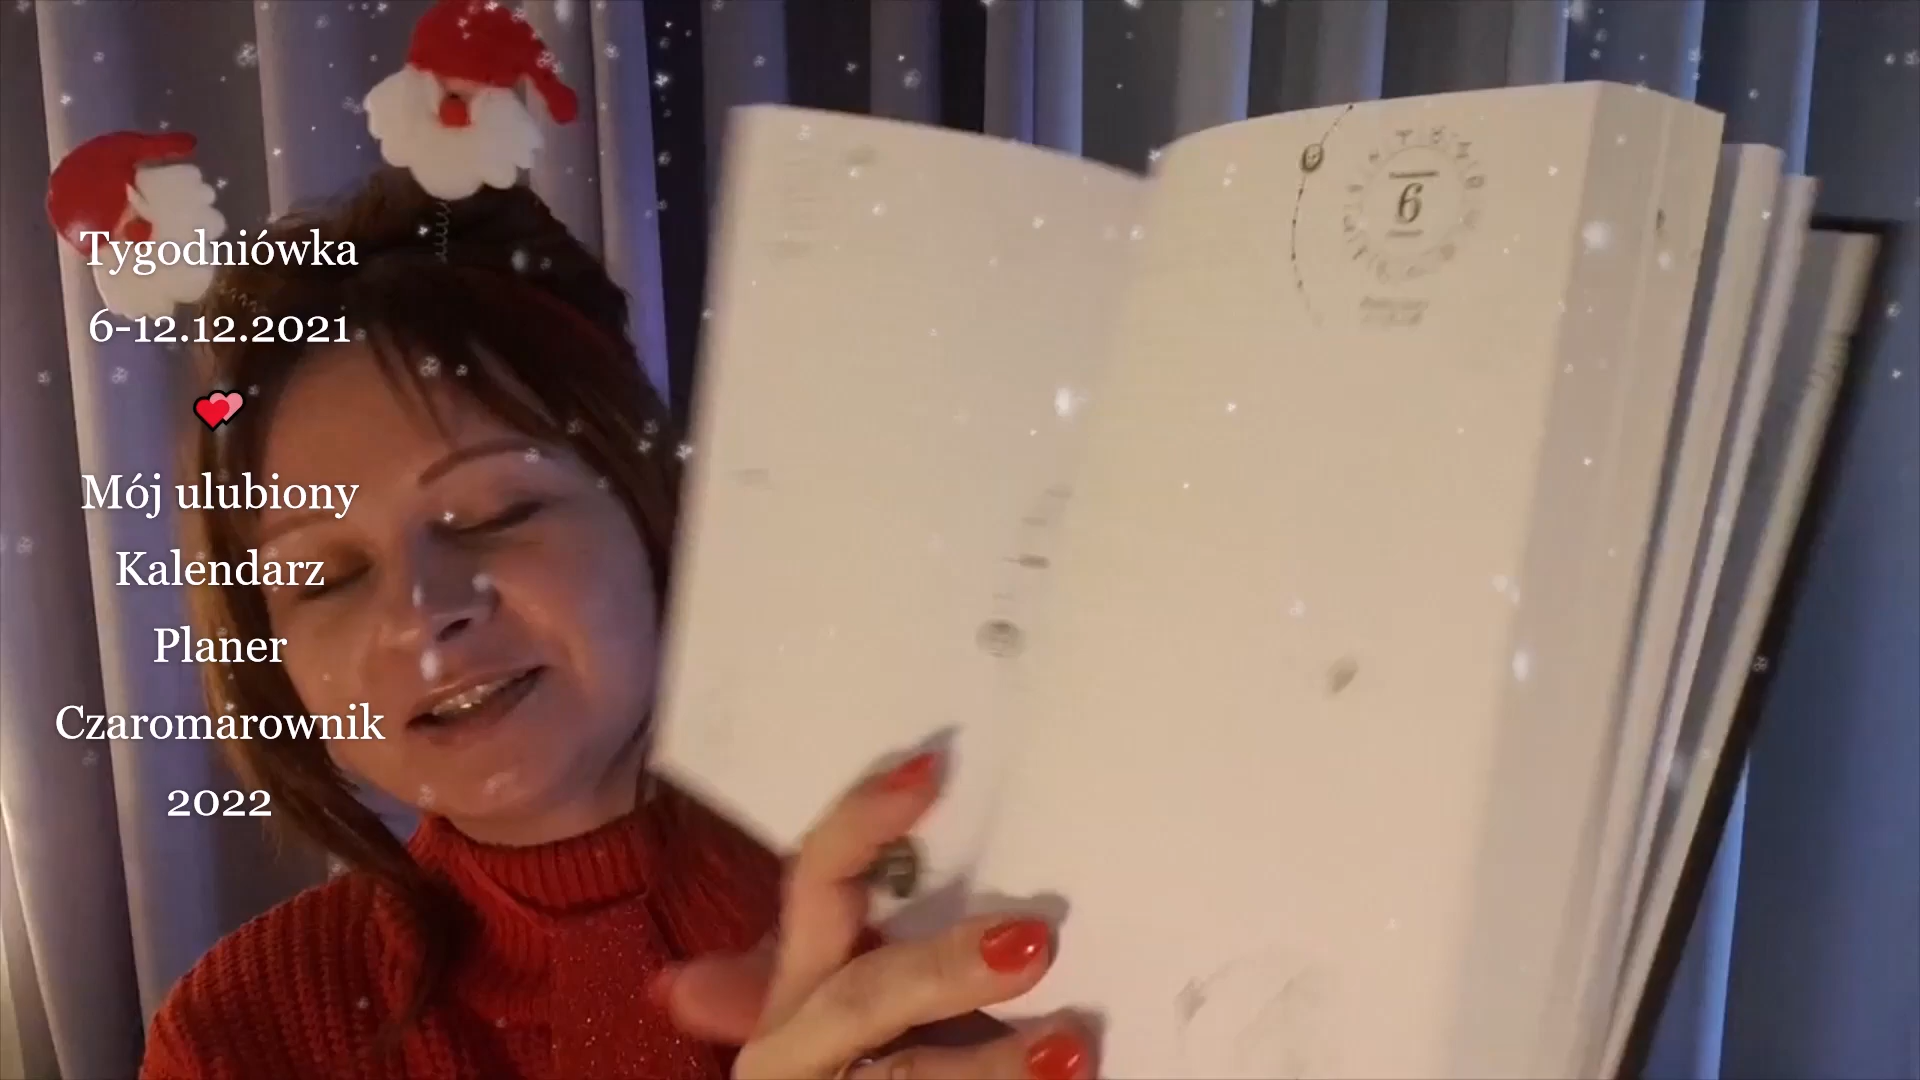 Tygodniówka
6-12.12.2021
Mój ulubiony
Kalendarz
Planer
Czaromarownik
2022
6